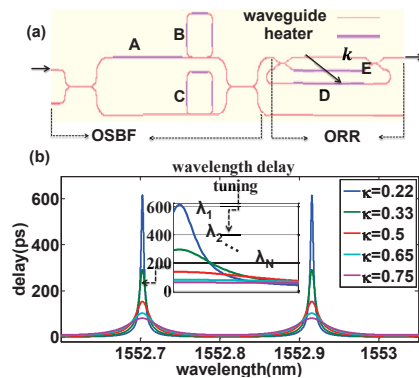 (a)
waveguide
heater
A
B
C
k
E
D
OSBF
ORR
(b)
wavelength delay
tuning
700
600
400
200
0
delay(ps)
600
400
200
0
λ1
λ2
λN
κ=0.22
κ=0.33
κ=0.5
κ=0.65
κ=0.75
1552.7
1552.8
1552.9
1553
wavelength(nm)